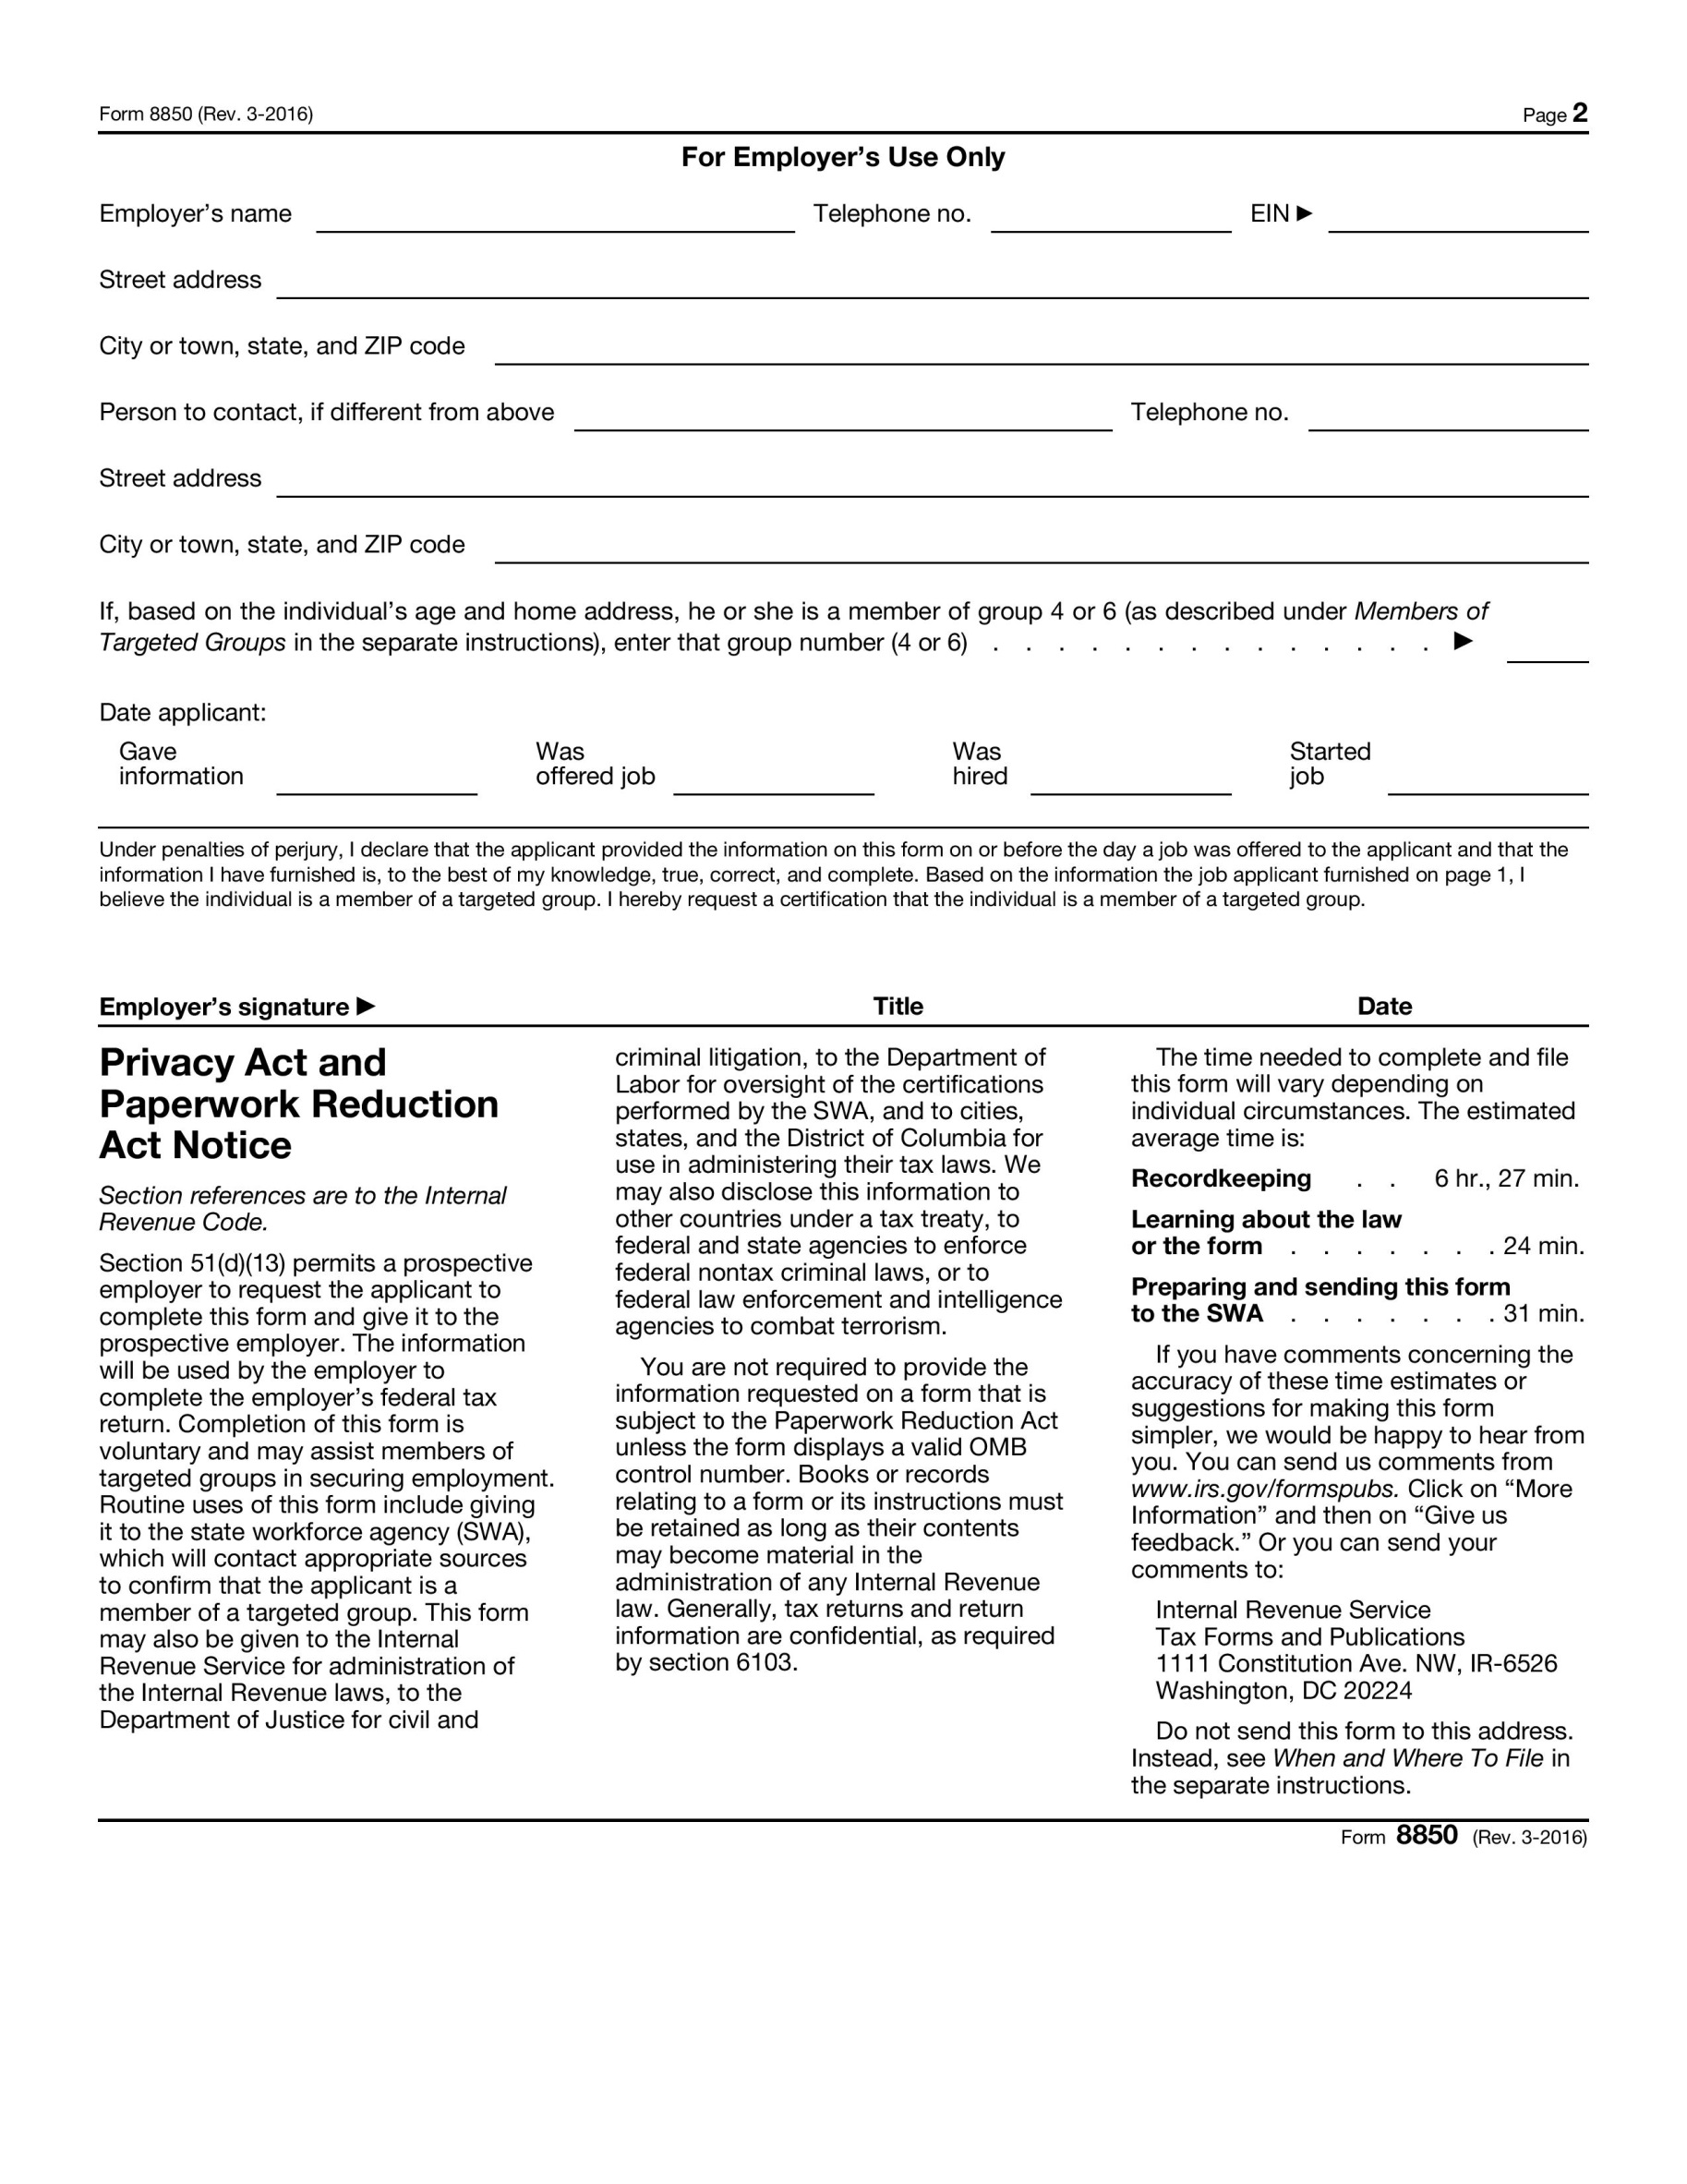 Form 8850 (Rev. 3-2016) Page 2
For Employer’s Use Only
Employer’s name Telephone no. EIN ►
Street address
City or town, state, and ZIP code
Person to contact, if different from above Telephone no.
Street address
City or town, state, and ZIP code
If, based on the individual’s age and home address, he or she is a member of group 4 or 6 (as described under Members of
Targeted Groups in the separate instructions), enter that group number (4 or 6) . . . . . . . . . . . . . . ►
Date applicant:
Gave
information
Was
offered job
Was
hired
Started
job
Under penalties of perjury, I declare that the applicant provided the information on this form on or before the day a job was offered to the applicant and that the
information I have furnished is, to the best of my knowledge, true, correct, and complete. Based on the information the job applicant furnished on page 1, I
believe the individual is a member of a targeted group. I hereby request a certification that the individual is a member of a targeted group.
Employer’s signature ► Title Date
Privacy Act and
Paperwork Reduction
Act Notice
Section references are to the Internal
Revenue Code.
Section 51(d)(13) permits a prospective
employer to request the applicant to
complete this form and give it to the
prospective employer. The information
will be used by the employer to
complete the employer’s federal tax
return. Completion of this form is
voluntary and may assist members of
targeted groups in securing employment.
Routine uses of this form include giving
it to the state workforce agency (SWA),
which will contact appropriate sources
to confirm that the applicant is a
member of a targeted group. This form
may also be given to the Internal
Revenue Service for administration of
the Internal Revenue laws, to the
Department of Justice for civil and
criminal litigation, to the Department of
Labor for oversight of the certifications
performed by the SWA, and to cities,
states, and the District of Columbia for
use in administering their tax laws. We
may also disclose this information to
other countries under a tax treaty, to
federal and state agencies to enforce
federal nontax criminal laws, or to
federal law enforcement and intelligence
agencies to combat terrorism.
You are not required to provide the
information requested on a form that is
subject to the Paperwork Reduction Act
unless the form displays a valid OMB
control number. Books or records
relating to a form or its instructions must
be retained as long as their contents
may become material in the
administration of any Internal Revenue
law. Generally, tax returns and return
information are confidential, as required
by section 6103.
The time needed to complete and file
this form will vary depending on
individual circumstances. The estimated
average time is:
Recordkeeping . . 6 hr., 27 min.
Learning about the law
or the form . . . . . . . 24 min.
Preparing and sending this form
to the SWA . . . . . . . 31 min.
If you have comments concerning the
accuracy of these time estimates or
suggestions for making this form
simpler, we would be happy to hear from
you. You can send us comments from
www.irs.gov/formspubs. Click on “More
Information” and then on “Give us
feedback.” Or you can send your
comments to:
Internal Revenue Service
Tax Forms and Publications
1111 Constitution Ave. NW, IR-6526
Washington, DC 20224
Do not send this form to this address.
Instead, see When and Where To File in
the separate instructions.
Form 8850 (Rev. 3-2016)